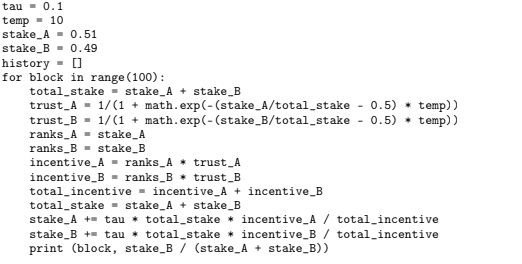 tau = 0.1
temp = 10
stake_A = 0.51
stake_B = 0.49
history = []
for block in range(100):
    total_stake = stake_A + stake_B
    trust_A = 1/(1 + math.exp(-(stake_A/total_stake - 0.5) * temp))
    trust_B = 1/(1 + math.exp(-(stake_B/total_stake - 0.5) * temp))
    ranks_A = stake_A
    ranks_B = stake_B
    incentive_A = ranks_A * trust_A
    incentive_B = ranks_B * trust_B
    total_incentive = incentive_A + incentive_B
    total_stake = stake_A + stake_B
    stake_A += tau * total_stake * incentive_A / total_incentive
    stake_B += tau * total_stake * incentive_B / total_incentive
    print (block, stake_B / (stake_A + stake_B))